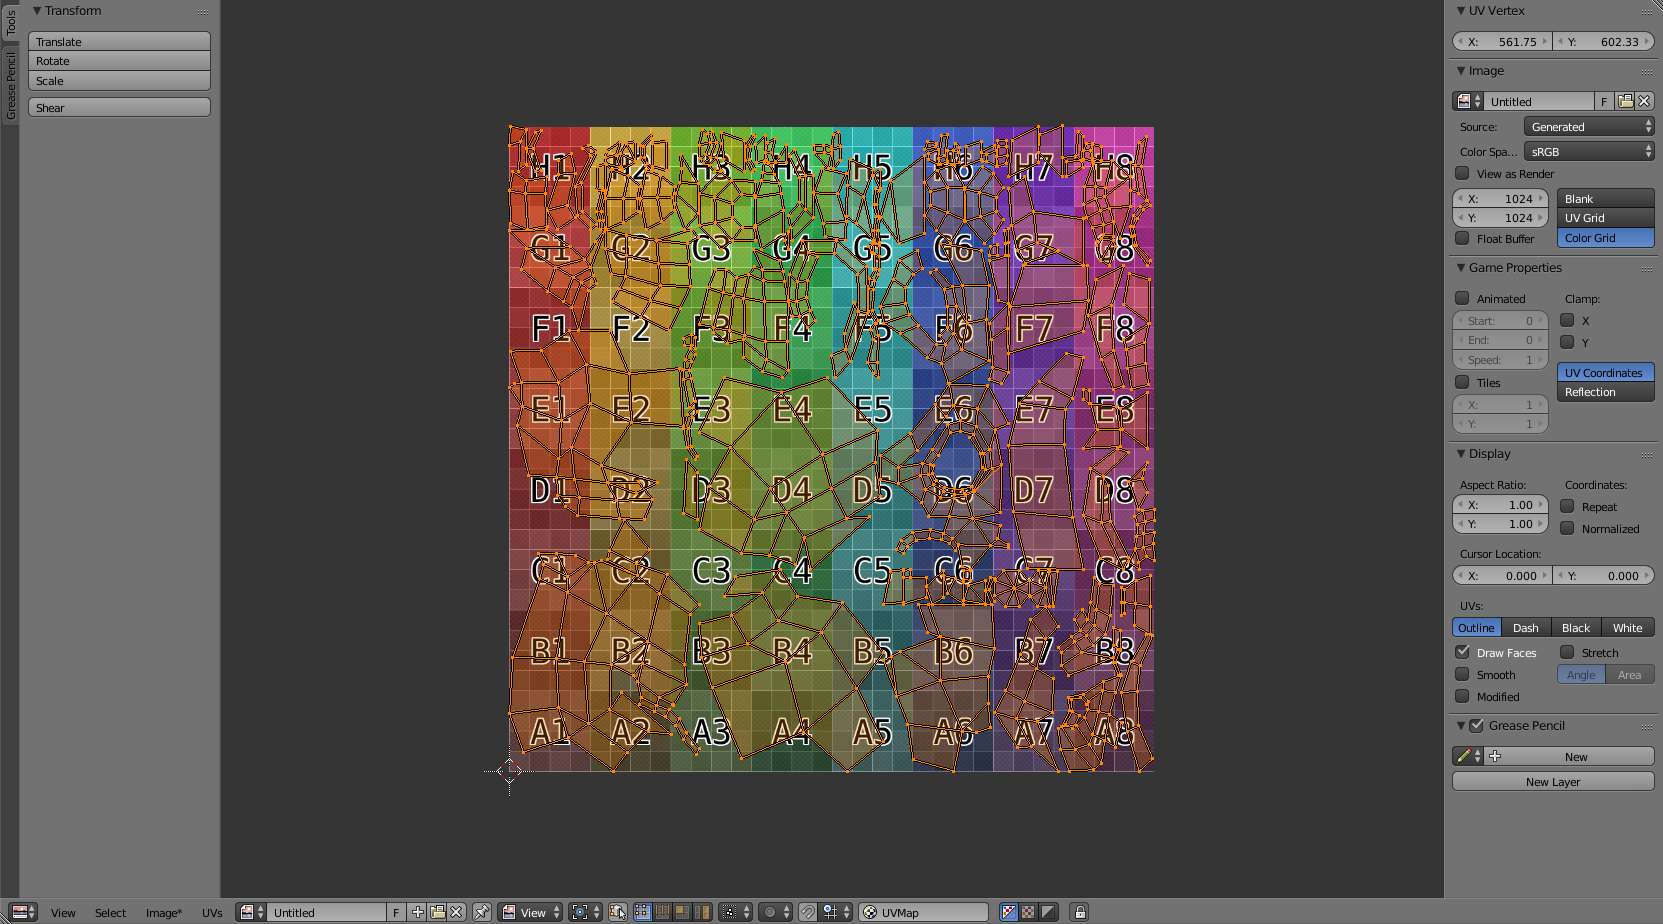 Tools
Grease Pencil
Transform
Translate
Rotate
Scale
Shear
H1 H2 H3 H4 H5 H6 H7 H8
G1 G2 G3 G4 G5 G6 G7 G8
F1 F2 F3 F4 F5 F6 F7 F8
E1 E2 E3 E4 E5 E6 E7 E8
D1 D2 D3 D4 D5 D6 D7 D8
C1 C2 C3 C4 C5 C6 C7 C8
B1 B2 B3 B4 B5 B6 B7 B8
A1 A2 A3 A4 A5 A6 A7 A8
UV Vertex
X: 561.75 Y: 602.33
Image
Untitled F
Source: Generated
Color Spa... sRGB
View as Render
X: 1024 Blank
Y: 1024 UV Grid
Float Buffer Color Grid
Game Properties
Animated Clamp:
Start: 0 X
End: 0 Y
Speed: 1
Tiles UV Coordinates
X: 1 Reflection
Y: 1
Display
Aspect Ratio: Coordinates:
X: 1.00 Repeat
Y: 1.00 Normalized
Cursor Location:
X: 0.000 Y: 0.000
UVs:
Outline Dash Black White
Draw Faces Stretch
Smooth Angle Area
Modified
Grease Pencil
New
New Layer
View Select Image* UVs Untitled F View UVMap